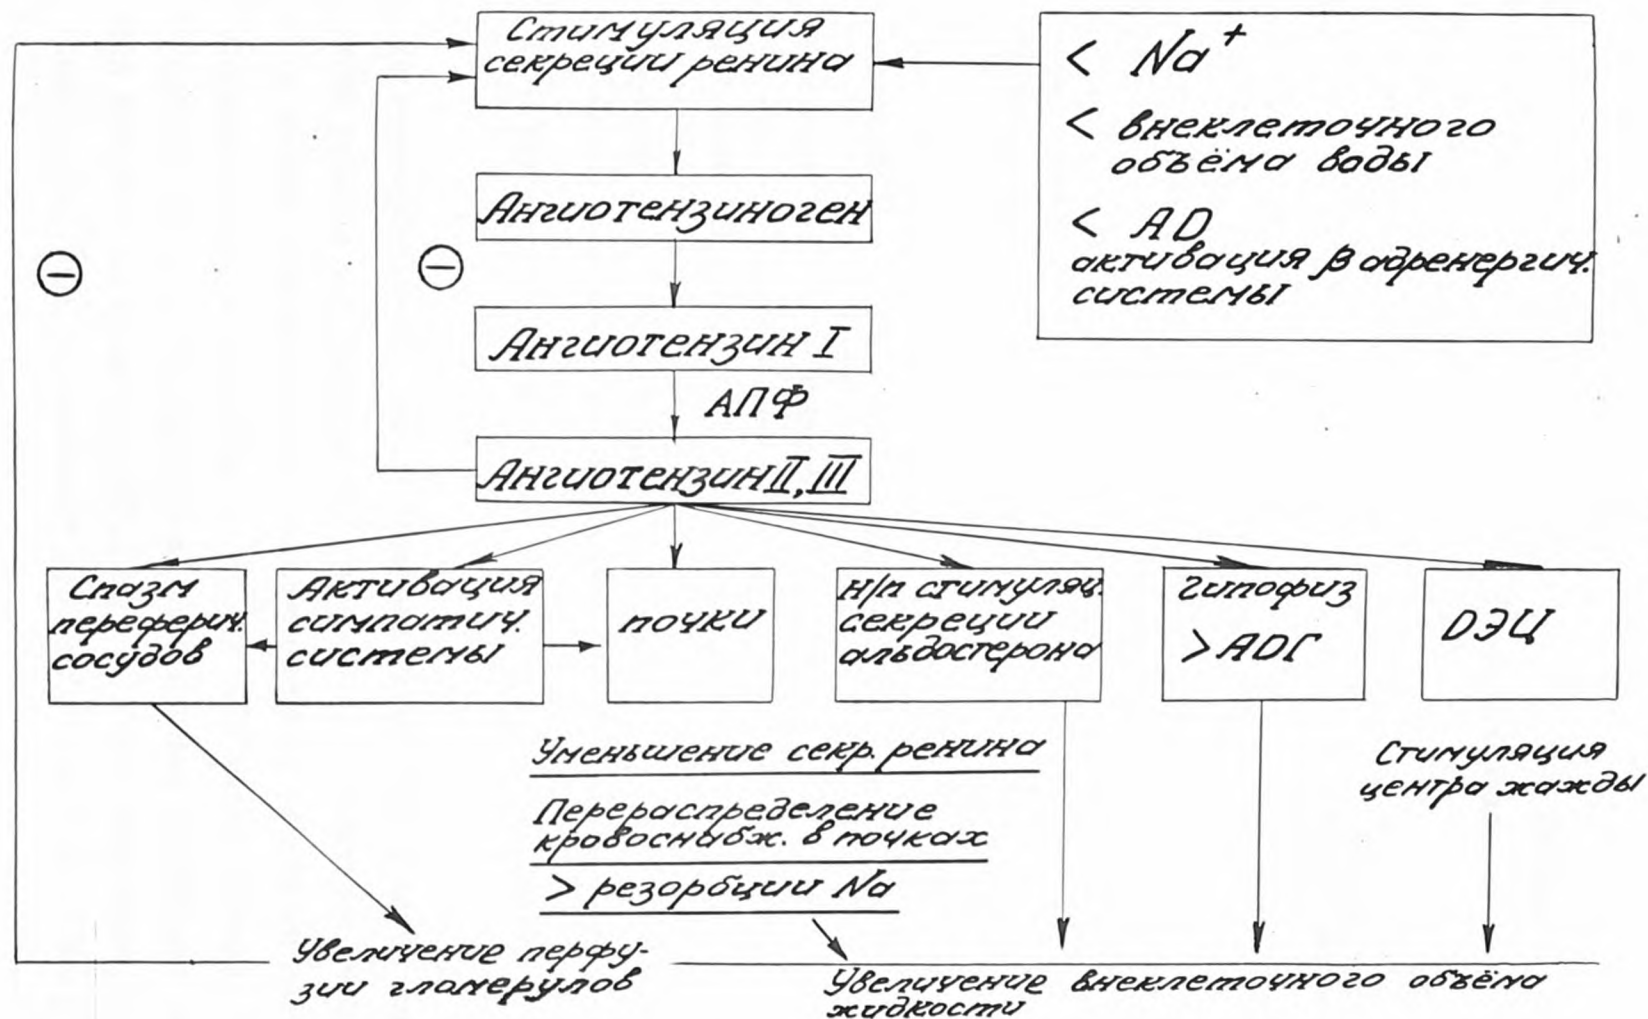 Стимуляция
секреции ренина
< Na⁺
< внеклеточного
объёма воды
< АД
активация β адренергич.
системы
Ангиотензиноген
Ангиотензин I
АПФ
Ангиотензин II, III
Спазм
переферич.
сосудов
Активация
симпатич.
системы
почки
Н/п стимуляц.
секреции
альдостерона
гипофиз
> АДГ
ДЭЦ
Уменьшение секр. ренина
Перераспределение
кровоснабж. в почках
> резорбции Na
Стимуляция
центра жажды
Увеличение перфу-
зии гломерулов
Увеличение внеклеточного объёма
жидкости